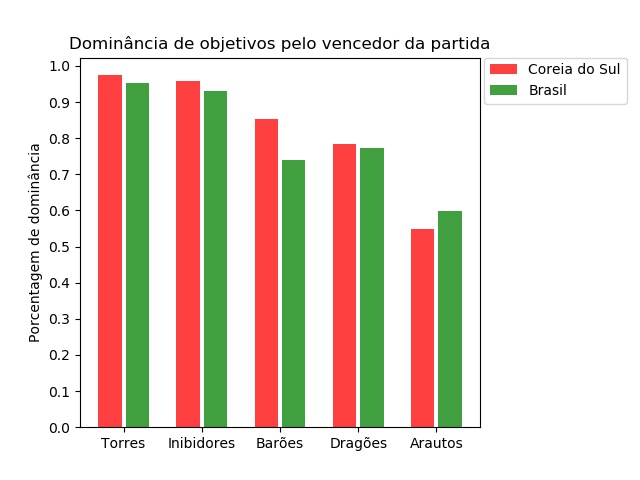 Dominância de objetivos pelo vencedor da partida
Coreia do Sul
Brasil
Porcentagem de dominância
1.0
0.9
0.8
0.7
0.6
0.5
0.4
0.3
0.2
0.1
0.0
Torres Inibidores Barões Dragões Arautos